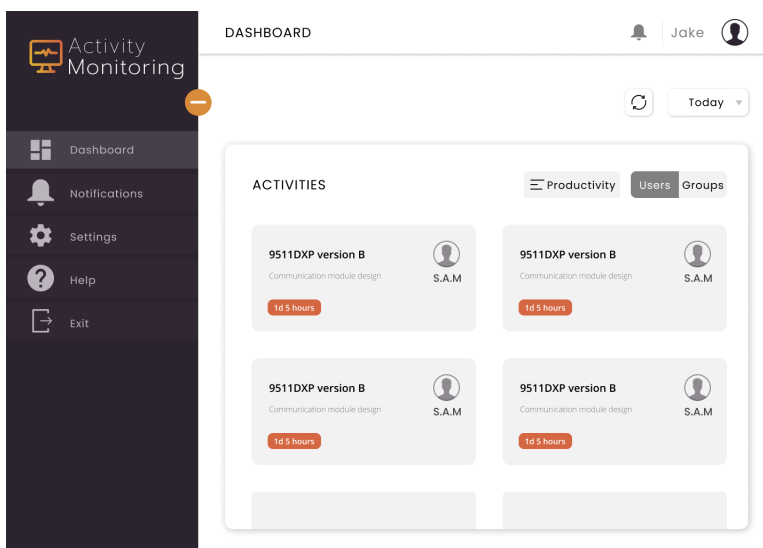 Activity
Monitoring
DASHBOARD
Jake
Today
Dashboard
Notifications
Settings
Help
Exit
ACTIVITIES
Productivity
Users Groups
9511DXP version B
Communication module design
S.A.M
1d 5 hours
9511DXP version B
Communication module design
S.A.M
1d 5 hours
9511DXP version B
Communication module design
S.A.M
1d 5 hours
9511DXP version B
Communication module design
S.A.M
1d 5 hours